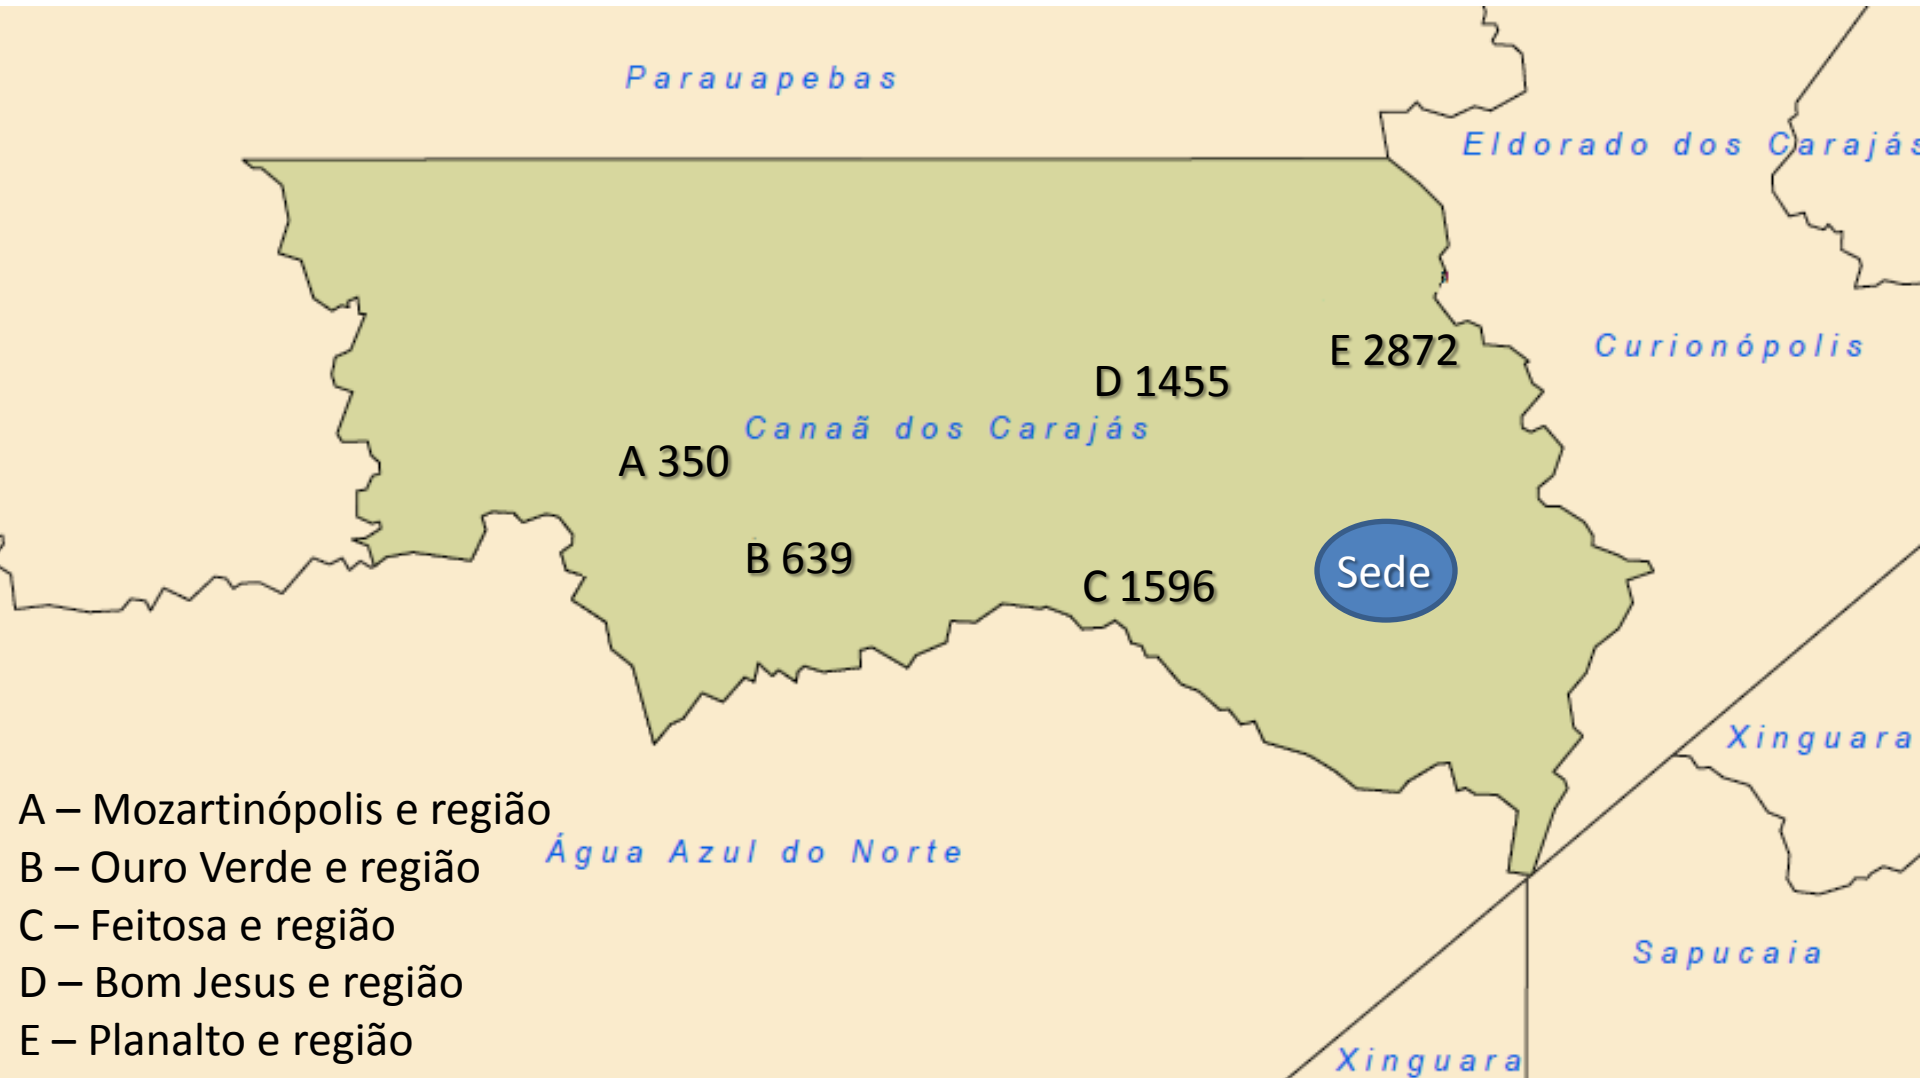 Parauapebas
Eldorado dos Carajás
Curionópolis
E 2872
D 1455
Canaã dos Carajás
A 350
B 639
C 1596
Sede
Xinguara
A – Mozartinópolis e região
Água Azul do Norte
B – Ouro Verde e região
C – Feitosa e região
Sapucaia
D – Bom Jesus e região
E – Planalto e região
Xinguara